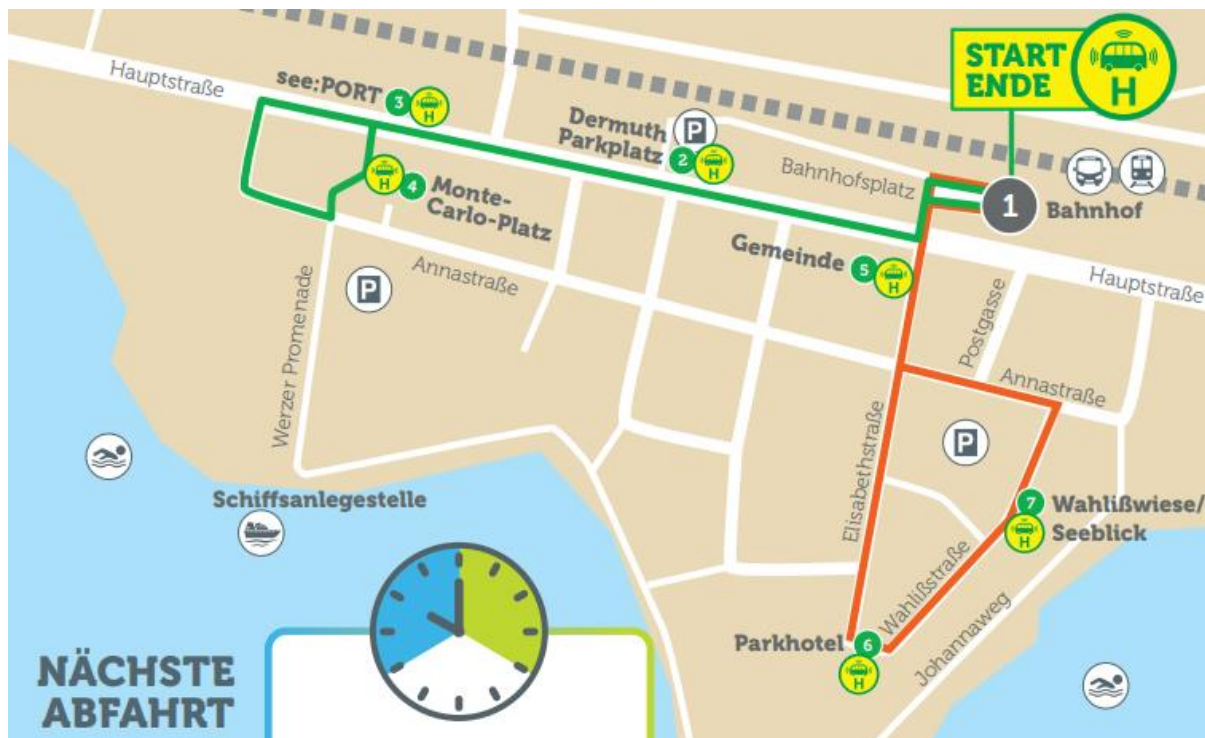 START
ENDE
H
Hauptstraße
see:PORT 3
H
Dermuth
Parkplatz 2
P
H
Bahnhofsplatz
1
Bahnhof
H
4 Monte-
Carlo-Platz
Gemeinde 5
H
Hauptstraße
Annastraße
P
Werzer Promenade
Postgasse
Annastraße
Elisabethstraße
P
Schiffsanlegestelle
7 Wahlißwiese/
Seeblick
H
Wahlißstraße
Johannaweg
Parkhotel 6
H
NÄCHSTE
ABFAHRT